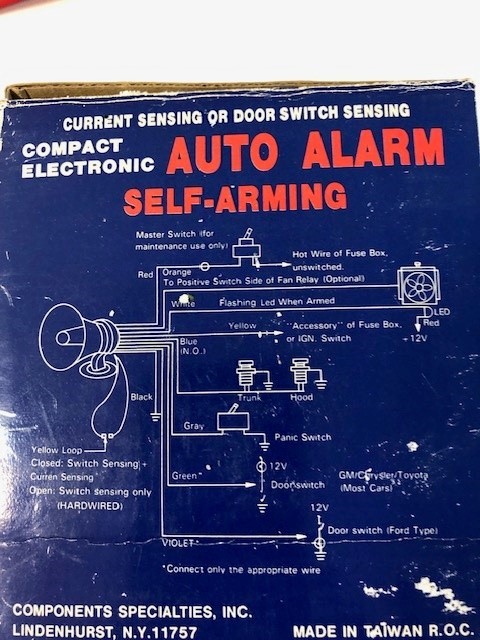 CURRENT SENSING OR DOOR SWITCH SENSING
COMPACT
ELECTRONIC
AUTO ALARM
SELF-ARMING
Master Switch (for
maintenance use only)
Hot Wire of Fuse Box,
unswitched.
Red
Orange
To Positive Switch Side of Fan Relay (Optional)
White
Flashing Led When Armed
LED
Red
+12V
Yellow
"Accessory" of Fuse Box,
or IGN. Switch
Blue
(N.O.)
Trunk
Hood
Black
Gray
Panic Switch
Yellow Loop
Closed: Switch Sensing +
Curren Sensing
Open: Switch sensing only
(HARDWIRED)
12V
Green*
Door switch
GM/Chrysler/Toyota
(Most Cars)
12V
Door switch (Ford Type)
VIOLET*
*Connect only the appropriate wire
COMPONENTS SPECIALTIES, INC.
LINDENHURST, N.Y.11757
MADE IN TAIWAN R.O.C.